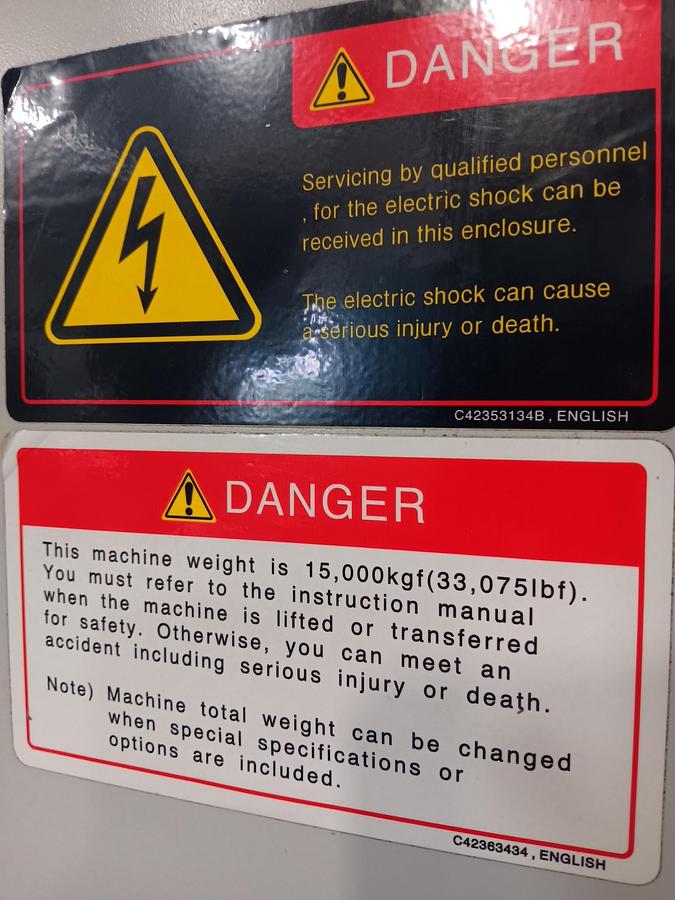 DANGER
Servicing by qualified personnel
, for the electric shock can be
received in this enclosure.
The electric shock can cause
a serious injury or death.
C42353134B , ENGLISH
DANGER
This machine weight is 15,000kgf(33,075lbf).
You must refer to the instruction manual
when the machine is lifted or transferred
for safety. Otherwise, you can meet an
accident including serious injury or death.
Note) Machine total weight can be changed
when special specifications or
options are included.
C42363434 , ENGLISH